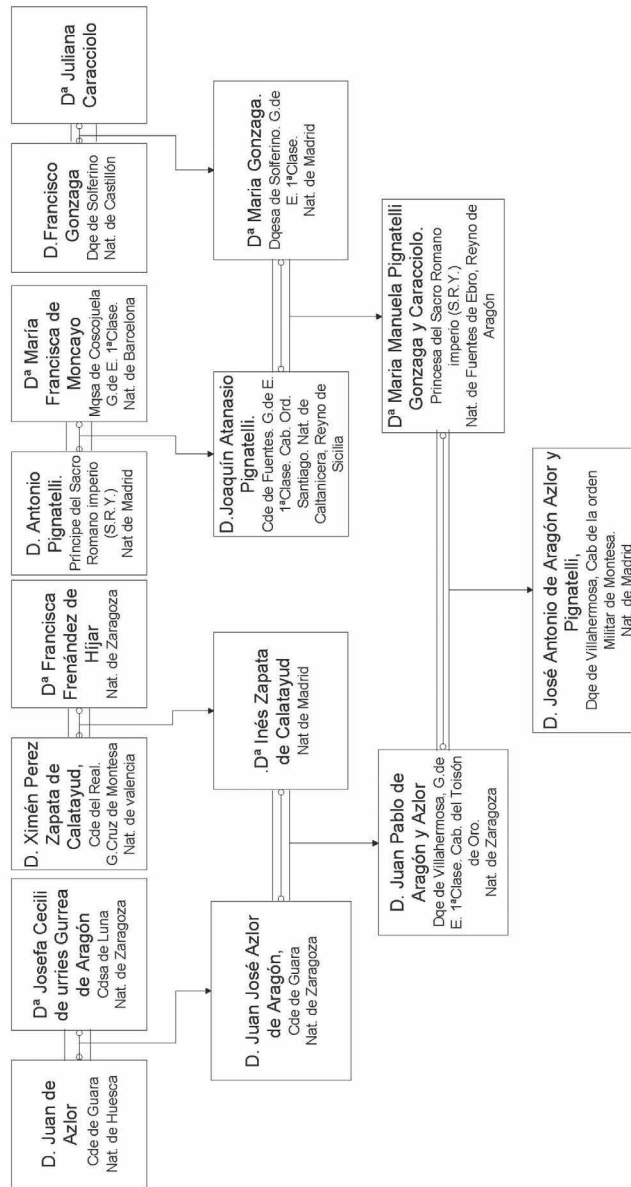 D. Juan de
Azlor
Cde de Guara
Nat. de Huesca
Dª Josefa Cecili
de urries Gurrea
de Aragón
Cdsa de Luna
Nat. de Zaragoza
D. Ximén Perez
Zapata de
Calatayud,
Cde del Real.
G.Cruz de Montesa
Nat. de valencia
Dª Francisca
Frenández de
Híjar
Nat. de Zaragoza
D. Antonio
Pignatelli.
Príncipe del Sacro
Romano imperio
(S.R.Y.)
Nat de Madrid
Dª María
Francisca de
Moncayo
Mqsa de Coscojuela
G.de E. 1ªClase.
Nat. de Barcelona
D.Francisco
Gonzaga
Dqe de Solferino
Nat. de Castillón
Dª Juliana
Caracciolo
D. Juan José Azlor
de Aragón,
Cde de Guara
Nat. de Zaragoza
.Dª Inés Zapata
de Calatayud
Nat de Madrid
D.Joaquín Atanasio
Pignatelli.
Cde de Fuentes. G.de E.
1ªClase. Cab. Ord.
Santiago. Nat. de
Caltanicera, Reyno de
Sicilia
Dª Maria Gonzaga.
Dqesa de Solferino. G.de
E. 1ªClase.
Nat. de Madrid
D. Juan Pablo de
Aragón y Azlor
Dqe de Villahermosa, G.de
E. 1ªClase. Cab. del Toisón
de Oro.
Nat. de Zaragoza
Dª Maria Manuela Pignatelli
Gonzaga y Caracciolo.
Princesa del Sacro Romano
imperio (S.R.Y.)
Nat. de Fuentes de Ebro, Reyno de
Aragón
D. José Antonio de Aragón Azlor y
Pignatelli,
Dqe de Villahermosa, Cab de la orden
Militar de Montesa.
Nat. de Madrid